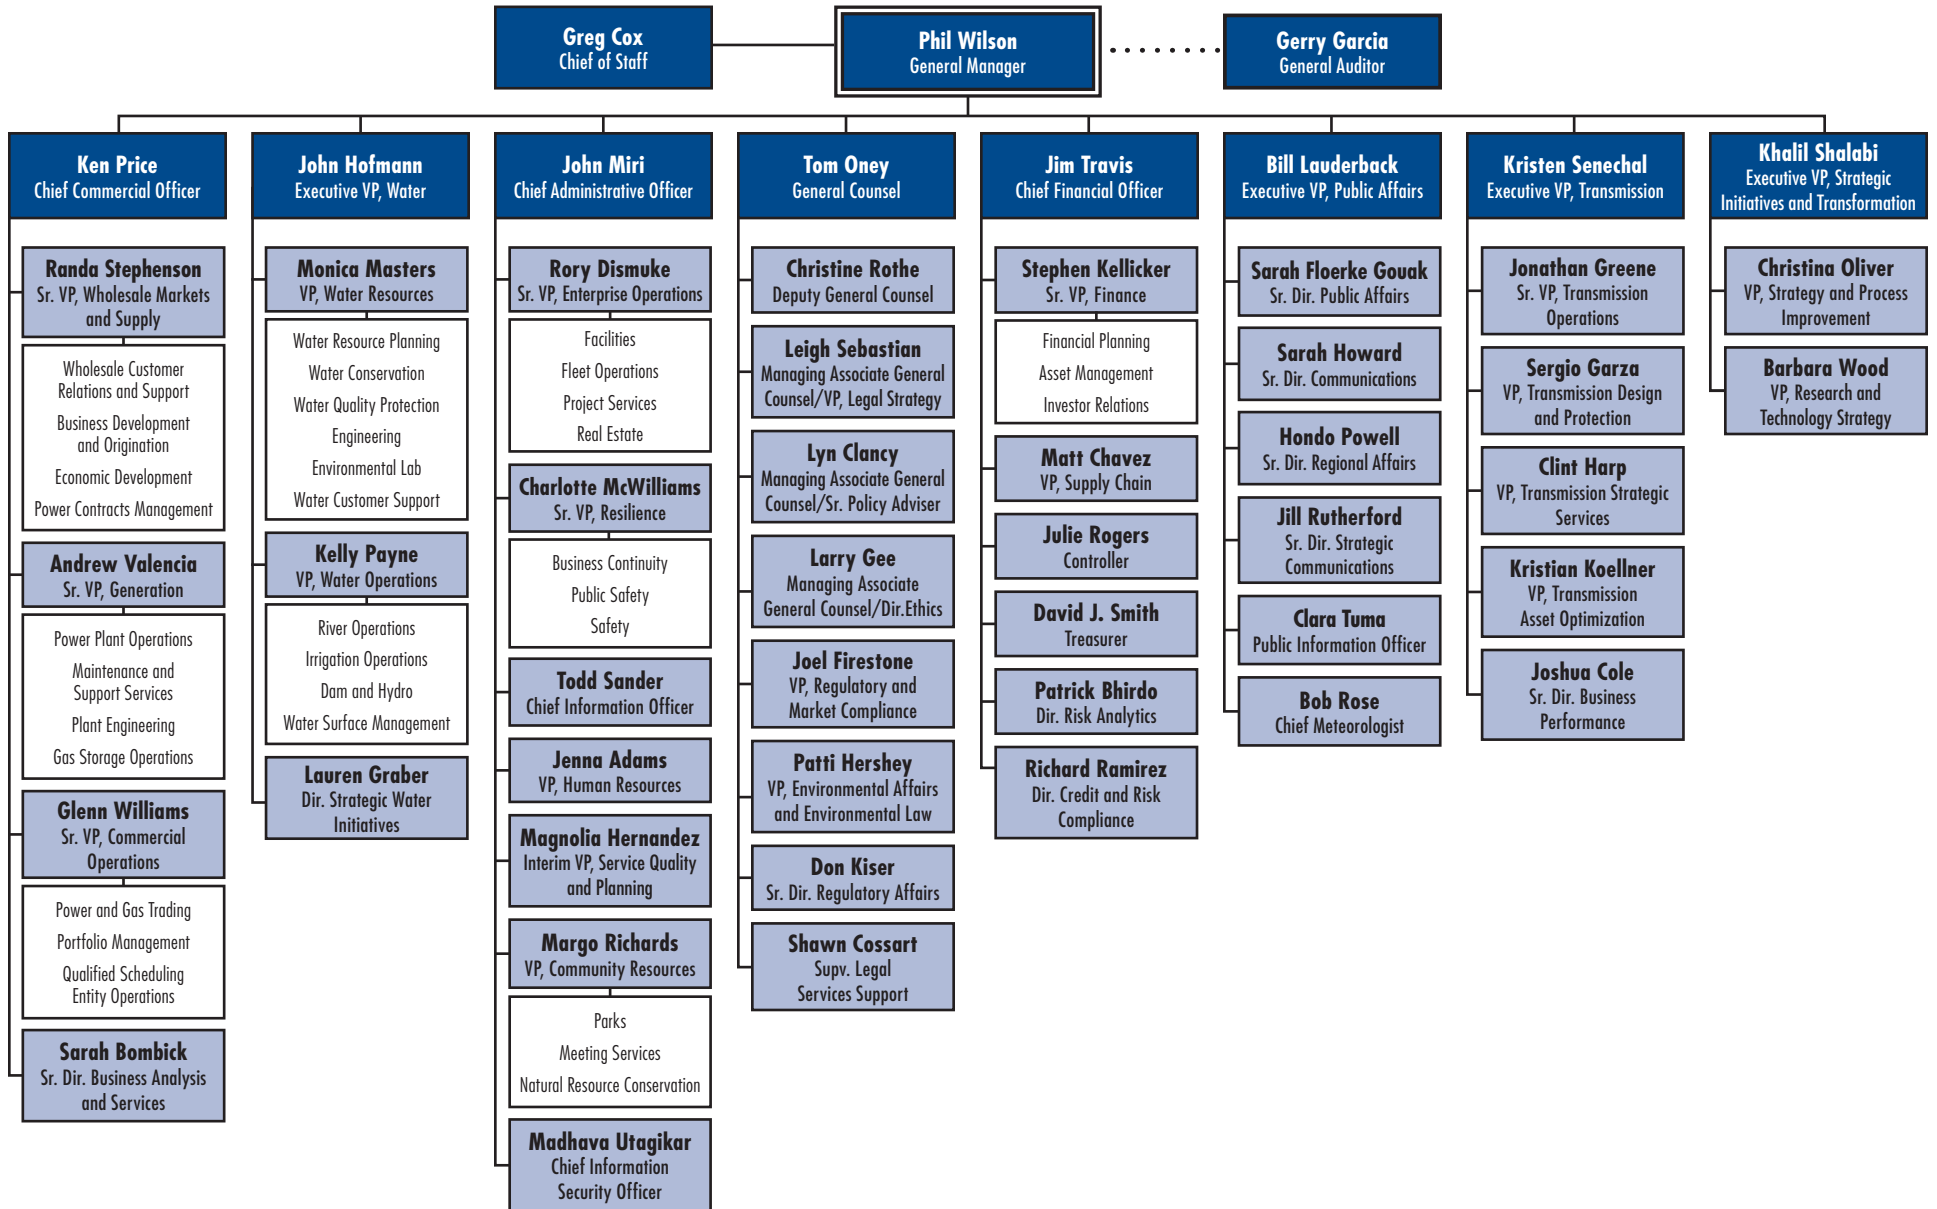 Greg Cox
Chief of Staff
Phil Wilson
General Manager
Gerry Garcia
General Auditor
Ken Price
Chief Commercial Officer
Randa Stephenson
Sr. VP, Wholesale Markets
and Supply
Wholesale Customer
Relations and Support
Business Development
and Origination
Economic Development
Power Contracts Management
Andrew Valencia
Sr. VP, Generation
Power Plant Operations
Maintenance and
Support Services
Plant Engineering
Gas Storage Operations
Glenn Williams
Sr. VP, Commercial
Operations
Power and Gas Trading
Portfolio Management
Qualified Scheduling
Entity Operations
Sarah Bombick
Sr. Dir. Business Analysis
and Services
John Hofmann
Executive VP, Water
Monica Masters
VP, Water Resources
Water Resource Planning
Water Conservation
Water Quality Protection
Engineering
Environmental Lab
Water Customer Support
Kelly Payne
VP, Water Operations
River Operations
Irrigation Operations
Dam and Hydro
Water Surface Management
Lauren Graber
Dir. Strategic Water
Initiatives
John Miri
Chief Administrative Officer
Rory Dismuke
Sr. VP, Enterprise Operations
Facilities
Fleet Operations
Project Services
Real Estate
Charlotte McWilliams
Sr. VP, Resilience
Business Continuity
Public Safety
Safety
Todd Sander
Chief Information Officer
Jenna Adams
VP, Human Resources
Magnolia Hernandez
Interim VP, Service Quality
and Planning
Margo Richards
VP, Community Resources
Parks
Meeting Services
Natural Resource Conservation
Madhava Utagikar
Chief Information
Security Officer
Tom Oney
General Counsel
Christine Rothe
Deputy General Counsel
Leigh Sebastian
Managing Associate General
Counsel/VP, Legal Strategy
Lyn Clancy
Managing Associate General
Counsel/Sr. Policy Adviser
Larry Gee
Managing Associate
General Counsel/Dir.Ethics
Joel Firestone
VP, Regulatory and
Market Compliance
Patti Hershey
VP, Environmental Affairs
and Environmental Law
Don Kiser
Sr. Dir. Regulatory Affairs
Shawn Cossart
Supv. Legal
Services Support
Jim Travis
Chief Financial Officer
Stephen Kellicker
Sr. VP, Finance
Financial Planning
Asset Management
Investor Relations
Matt Chavez
VP, Supply Chain
Julie Rogers
Controller
David J. Smith
Treasurer
Patrick Bhirdo
Dir. Risk Analytics
Richard Ramirez
Dir. Credit and Risk
Compliance
Bill Lauderback
Executive VP, Public Affairs
Sarah Floerke Gouak
Sr. Dir. Public Affairs
Sarah Howard
Sr. Dir. Communications
Hondo Powell
Sr. Dir. Regional Affairs
Jill Rutherford
Sr. Dir. Strategic
Communications
Clara Tuma
Public Information Officer
Bob Rose
Chief Meteorologist
Kristen Senechal
Executive VP, Transmission
Jonathan Greene
Sr. VP, Transmission
Operations
Sergio Garza
VP, Transmission Design
and Protection
Clint Harp
VP, Transmission Strategic
Services
Kristian Koellner
VP, Transmission
Asset Optimization
Joshua Cole
Sr. Dir. Business
Performance
Khalil Shalabi
Executive VP, Strategic
Initiatives and Transformation
Christina Oliver
VP, Strategy and Process
Improvement
Barbara Wood
VP, Research and
Technology Strategy